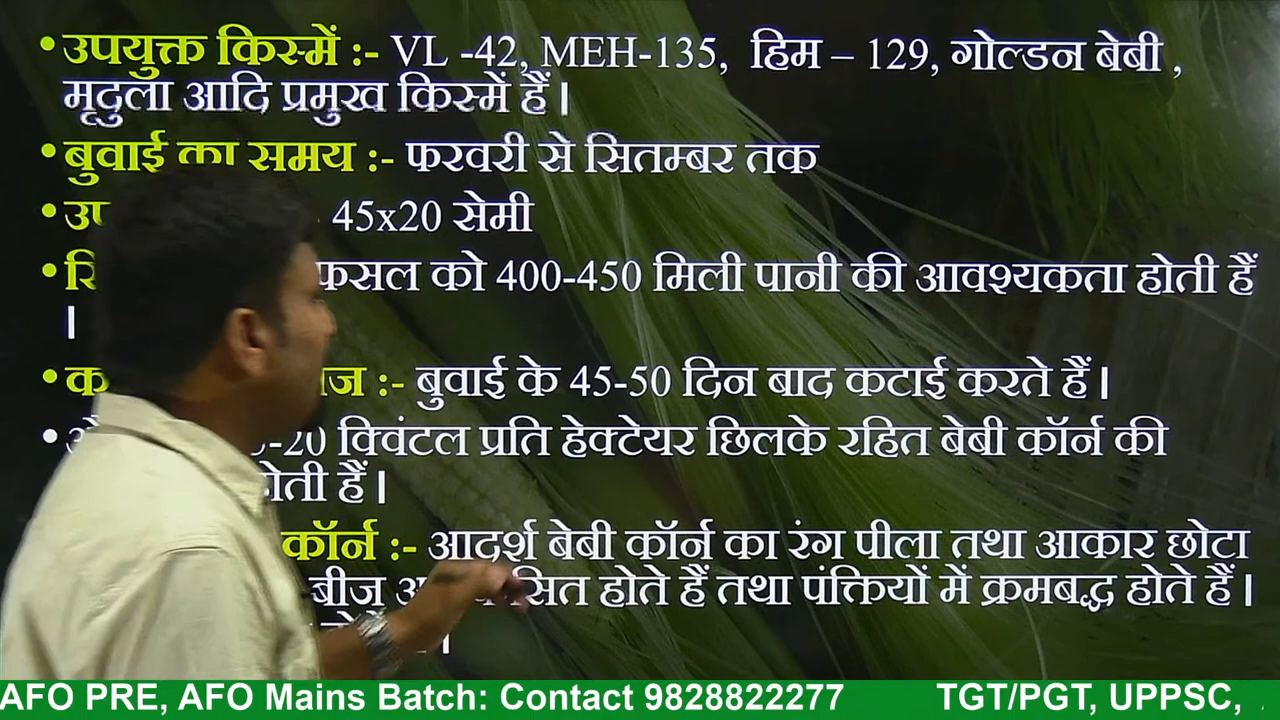 • उपयुक्त किस्में :- VL -42, MEH-135, हिम – 129, गोल्डन बेबी ,
मृदुला आदि प्रमुख किस्में हैं |
• बुवाई का समय :- फरवरी से सितम्बर तक
• 45x20 सेमी
• फसल को 400-450 मिली पानी की आवश्यकता होती हैं
|
• :- बुवाई के 45-50 दिन बाद कटाई करते हैं |
• -20 क्विंटल प्रति हेक्टेयर छिलके रहित बेबी कॉर्न की
होती हैं |
कॉर्न :- आदर्श बेबी कॉर्न का रंग पीला तथा आकार छोटा
बीज होते हैं तथा पंक्तियों में क्रमबद्ध होते हैं |
|
AFO PRE, AFO Mains Batch: Contact 9828822277 TGT/PGT, UPPSC,